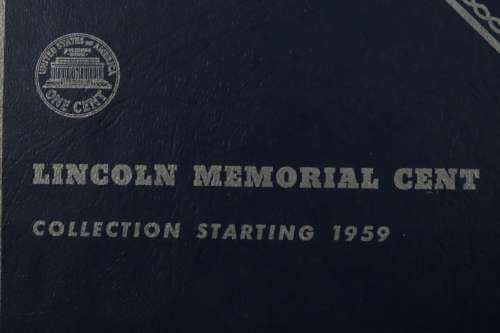 UNITED STATES OF AMERICA
ONE CENT
LINCOLN MEMORIAL CENT
COLLECTION STARTING 1959